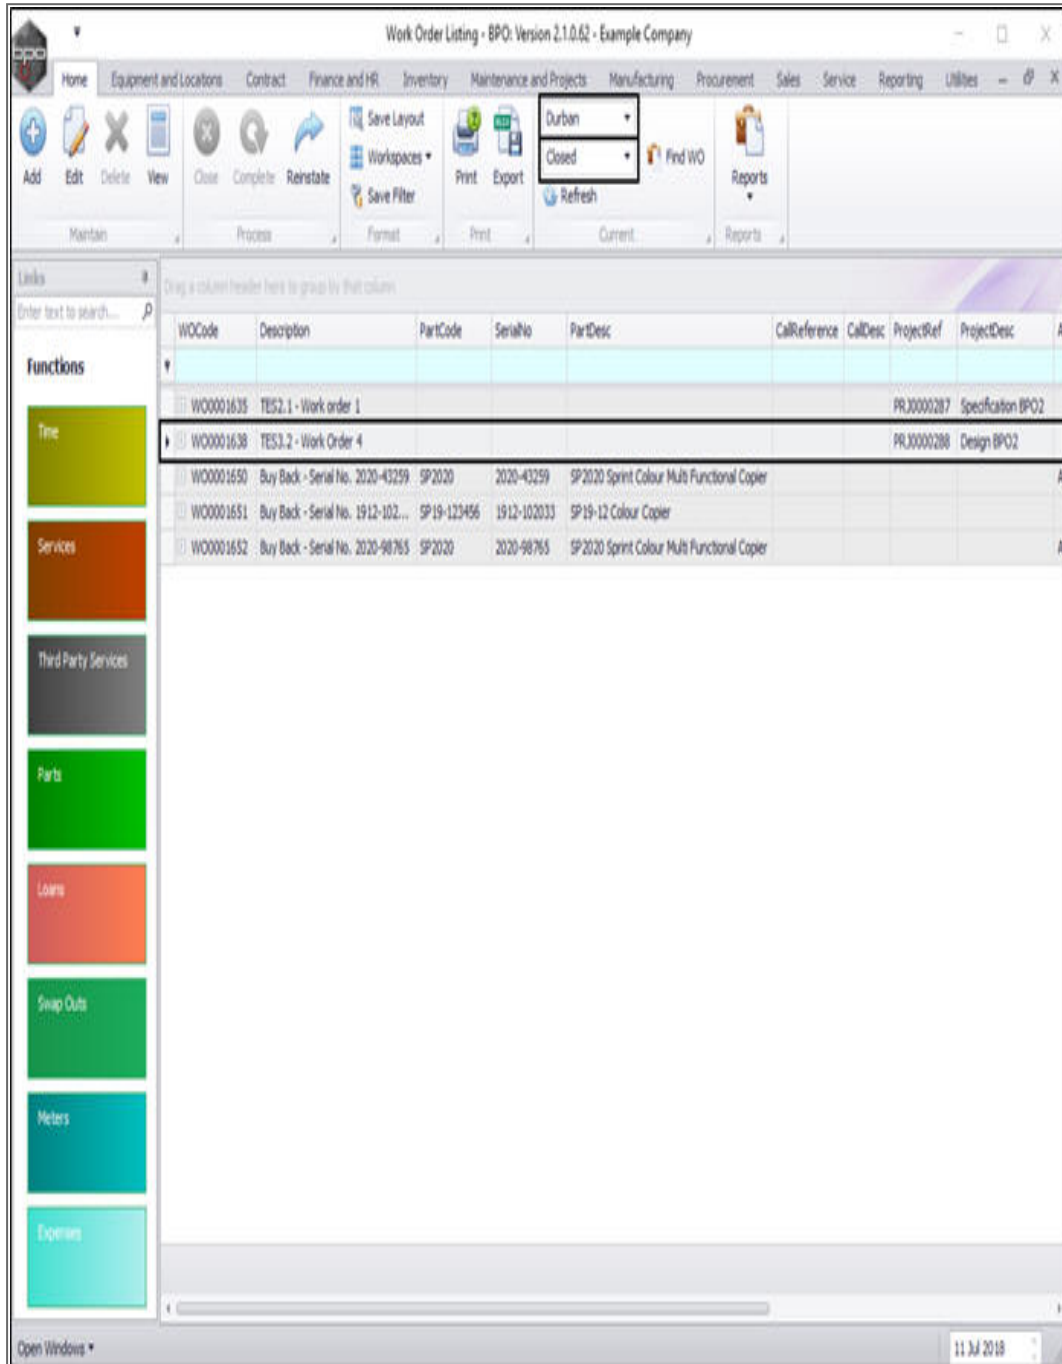 Work Order Listing - BPO: Version 2.1.0.62 - Example Company
bpo
Home Equipment and Locations Contract Finance and HR Inventory Maintenance and Projects Manufacturing Procurement Sales Service Reporting Utilities
Add Edit Delete View Close Complete Reinstate Save Layout Workspaces Save Filter Print Export Durban Closed Refresh Find WO Reports
Maintain Process Format Print Current Reports
Links
Enter text to search...
Functions
Time
Services
Third Party Services
Parts
Loans
Swap Outs
Meters
Expenses
Drag a column header here to group by that column
WOCode Description PartCode SerialNo PartDesc CallReference CallDesc ProjectRef ProjectDesc A
WO0001635 TES2.1 - Work order 1 PRJ0000287 Specification BPO2
WO0001638 TES3.2 - Work Order 4 PRJ0000288 Design BPO2
WO0001650 Buy Back - Serial No. 2020-43259 SP2020 2020-43259 SP2020 Sprint Colour Multi Functional Copier A
WO0001651 Buy Back - Serial No. 1912-102... SP19-123456 1912-102033 SP19-12 Colour Copier
WO0001652 Buy Back - Serial No. 2020-98765 SP2020 2020-98765 SP2020 Sprint Colour Multi Functional Copier A
Open Windows 11 Jul 2018